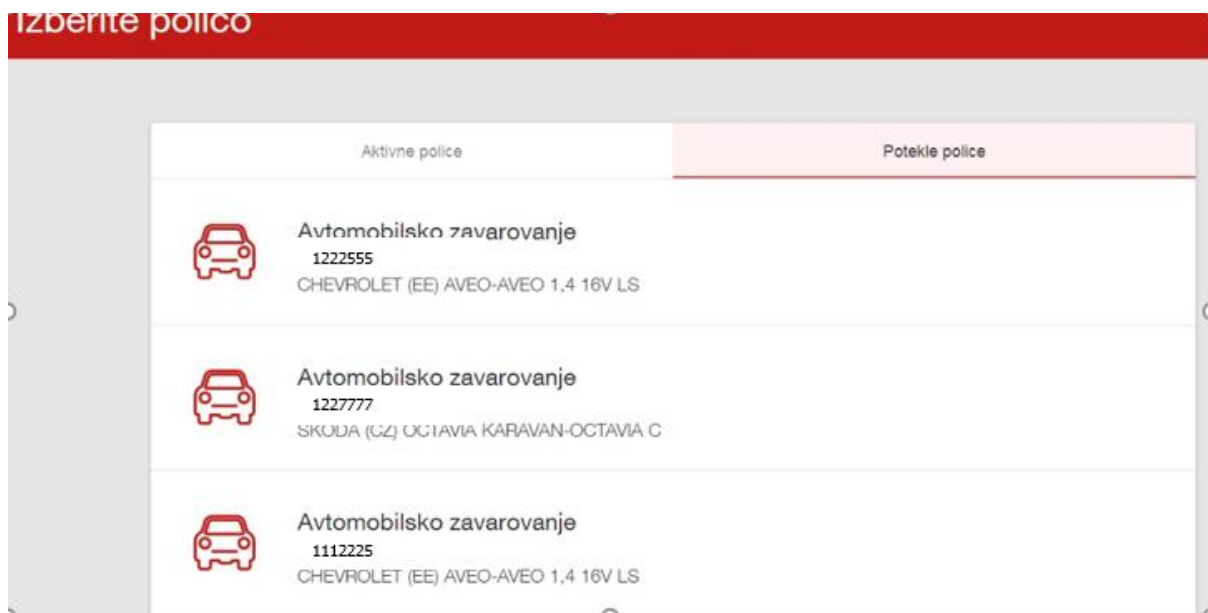 Izberite polico
Aktivne police
Potekle police
Avtomobilsko zavarovanje
1222555
CHEVROLET (EE) AVEO-AVEO 1,4 16V LS
Avtomobilsko zavarovanje
1227777
ŠKODA (CZ) OCTAVIA KARAVAN-OCTAVIA C
Avtomobilsko zavarovanje
1112225
CHEVROLET (EE) AVEO-AVEO 1,4 16V LS